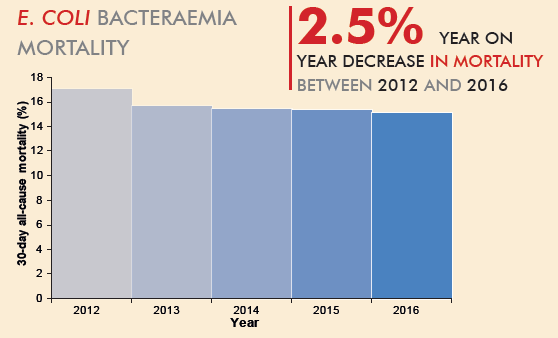 E. COLI BACTERAEMIA
MORTALITY
2.5% YEAR ON
YEAR DECREASE IN MORTALITY
BETWEEN 2012 AND 2016
30-day all-cause mortality (%)
18
16
14
12
10
8
6
4
2
0
2012 2013 2014 2015 2016
Year